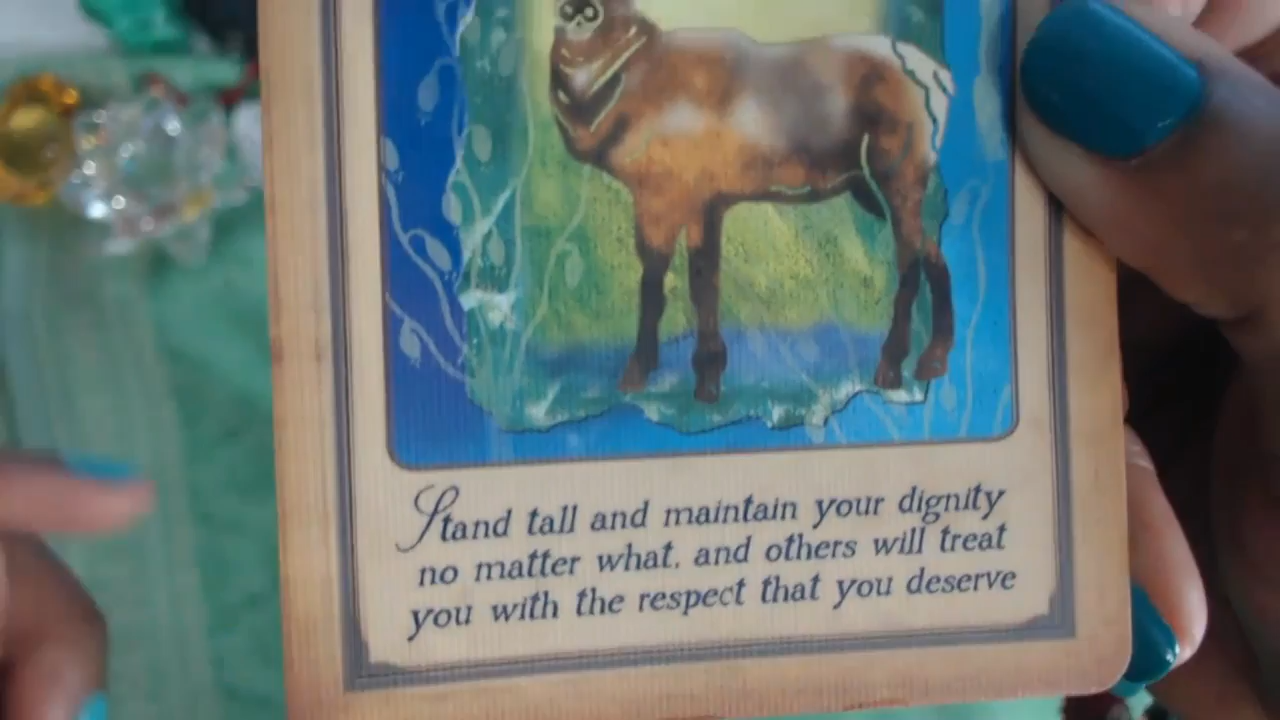 Stand tall and maintain your dignity
no matter what, and others will treat
you with the respect that you deserve